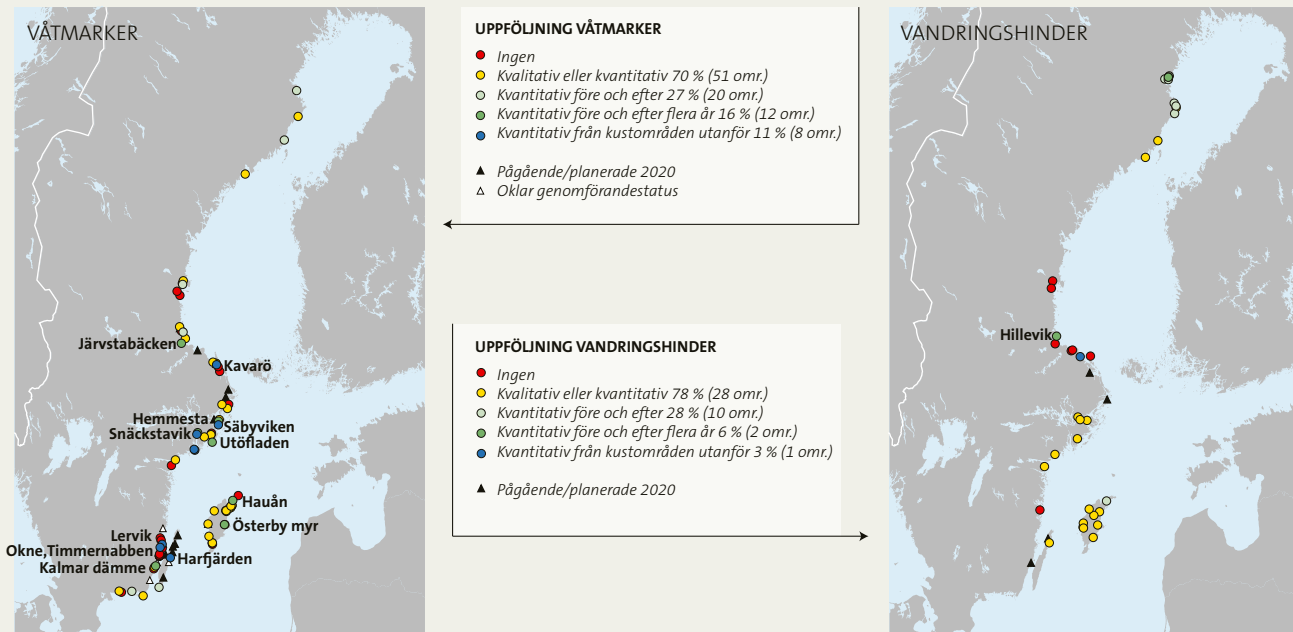 VÅTMARKER
Järvstabäcken
Kavarö
Hemmesta
Säbyviken
Snäckstavik
Utöfladen
Hauån
Österby myr
Lervik
Okne,Timmernabben
Harfjärden
Kalmar dämme
UPPFÖLJNING VÅTMARKER
Ingen
Kvalitativ eller kvantitativ 70 % (51 omr.)
Kvantitativ före och efter 27 % (20 omr.)
Kvantitativ före och efter flera år 16 % (12 omr.)
Kvantitativ från kustområden utanför 11 % (8 omr.)
Pågående/planerade 2020
Oklar genomförandestatus
UPPFÖLJNING VANDRINGSHINDER
Ingen
Kvalitativ eller kvantitativ 78 % (28 omr.)
Kvantitativ före och efter 28 % (10 omr.)
Kvantitativ före och efter flera år 6 % (2 omr.)
Kvantitativ från kustområden utanför 3 % (1 omr.)
Pågående/planerade 2020
VANDRINGSHINDER
Hillevik